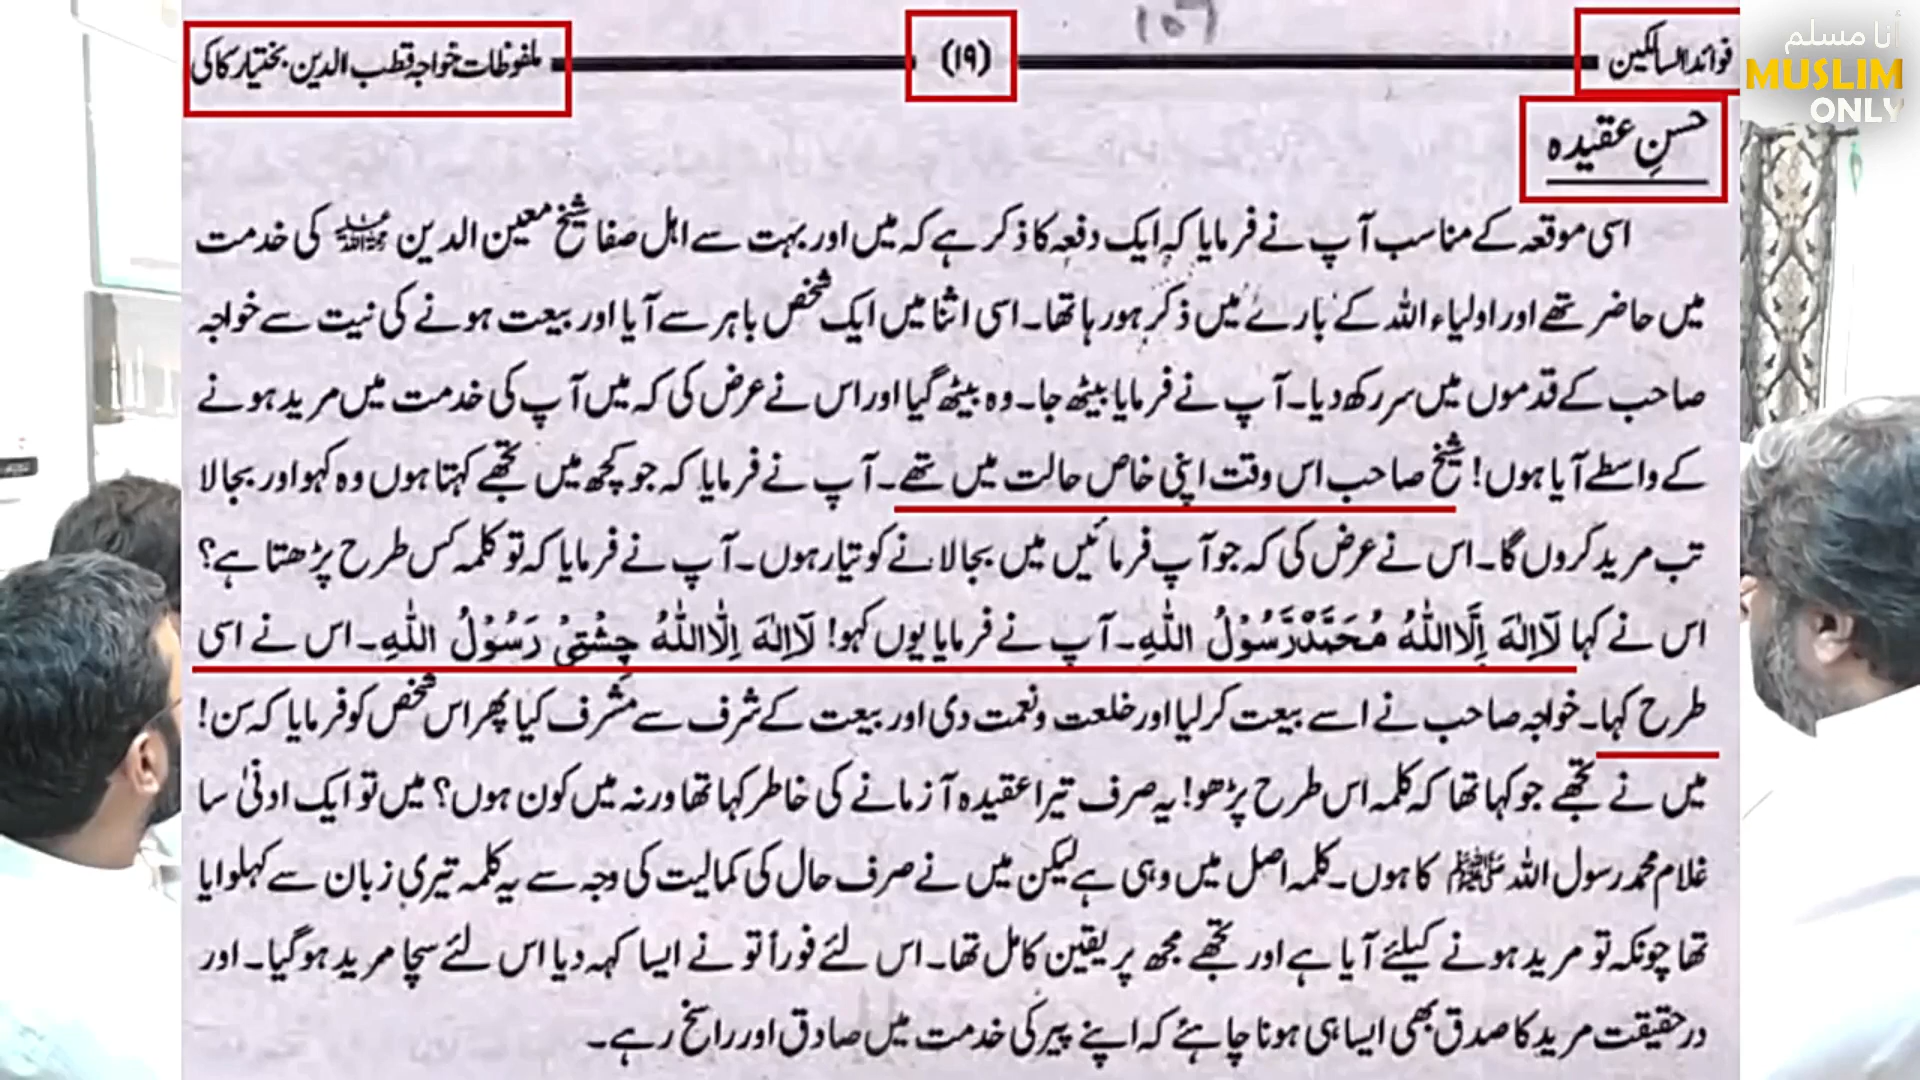 فوائد السالکین
(۱۹)
ملفوظات خواجہ قطب الدین بختیار کاکی
أنا مسلم
MUSLIM
ONLY
حسنِ عقیدہ
اسی موقعہ کے مناسب آپ نے فرمایا کہ ایک دفعہ کا ذکر ہے کہ میں اور بہت سے اہل صفا شیخ معین الدین کی خدمت
میں حاضر تھے اور اولیاء اللہ کے بارے میں ذکر ہو رہا تھا۔ اسی اثنا میں ایک شخص باہر سے آیا اور بیعت ہونے کی نیت سے خواجہ
صاحب کے قدموں میں سر رکھ دیا۔ آپ نے فرمایا بیٹھ جا۔ وہ بیٹھ گیا اور اس نے عرض کی کہ میں آپ کی خدمت میں مرید ہونے
کے واسطے آیا ہوں! شیخ صاحب اس وقت اپنی خاص حالت میں تھے۔ آپ نے فرمایا کہ جو کچھ میں تجھے کہتا ہوں وہ کہو اور بجالا
تب مرید کروں گا۔ اس نے عرض کی کہ جو آپ فرمائیں میں بجا لانے کو تیار ہوں۔ آپ نے فرمایا کہ تو کلمہ کس طرح پڑھتا ہے؟
اس نے کہا لَآ اِلٰہَ اِلَّا اللّٰہُ مُحَمَّدٌ رَّسُوْلُ اللّٰہِ۔ آپ نے فرمایا یوں کہو! لَآ اِلٰہَ اِلَّا اللّٰہُ چِشْتِیْ رَسُوْلُ اللّٰہِ۔ اس نے اسی
طرح کہا۔ خواجہ صاحب نے اسے بیعت کر لیا اور خلعت و نعمت دی اور بیعت کے شرف سے مشرف کیا پھر اس شخص کو فرمایا کہ سن!
میں نے تجھے جو کہا تھا کہ کلمہ اس طرح پڑھو! یہ صرف تیرا عقیدہ آزمانے کی خاطر کہا تھا ورنہ میں کون ہوں؟ میں تو ایک ادنیٰ سا
غلام محمد رسول اللہ ﷺ کا ہوں۔ کلمہ اصل میں وہی ہے لیکن میں نے صرف حال کی کمالیت کی وجہ سے یہ کلمہ تیری زبان سے کہلوایا
تھا چونکہ تو مرید ہونے کیلئے آیا ہے اور تجھے مجھ پر یقین کامل تھا۔ اس لئے فوراً تو نے ایسا کہہ دیا اس لئے سچا مرید ہو گیا۔ اور
درحقیقت مرید کا صدق بھی ایسا ہی ہونا چاہئے کہ اپنے پیر کی خدمت میں صادق اور راسخ رہے۔